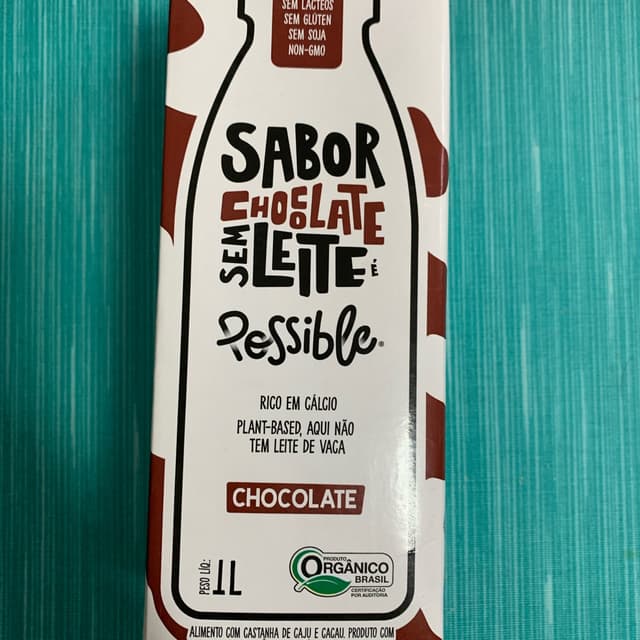 SEM LÁCTEOS
SEM GLÚTEN
SEM SOJA
NON-GMO
SABOR
CHOCOLATE
SEM LEITE É
Possible®
RICO EM CÁLCIO
PLANT-BASED, AQUI NÃO
TEM LEITE DE VACA
CHOCOLATE
PESO LÍQ.: 1L
PRODUTO
ORGÂNICO
BRASIL
CERTIFICAÇÃO
POR AUDITORIA
ALIMENTO COM CASTANHA DE CAJU E CACAU. PRODUTO COM